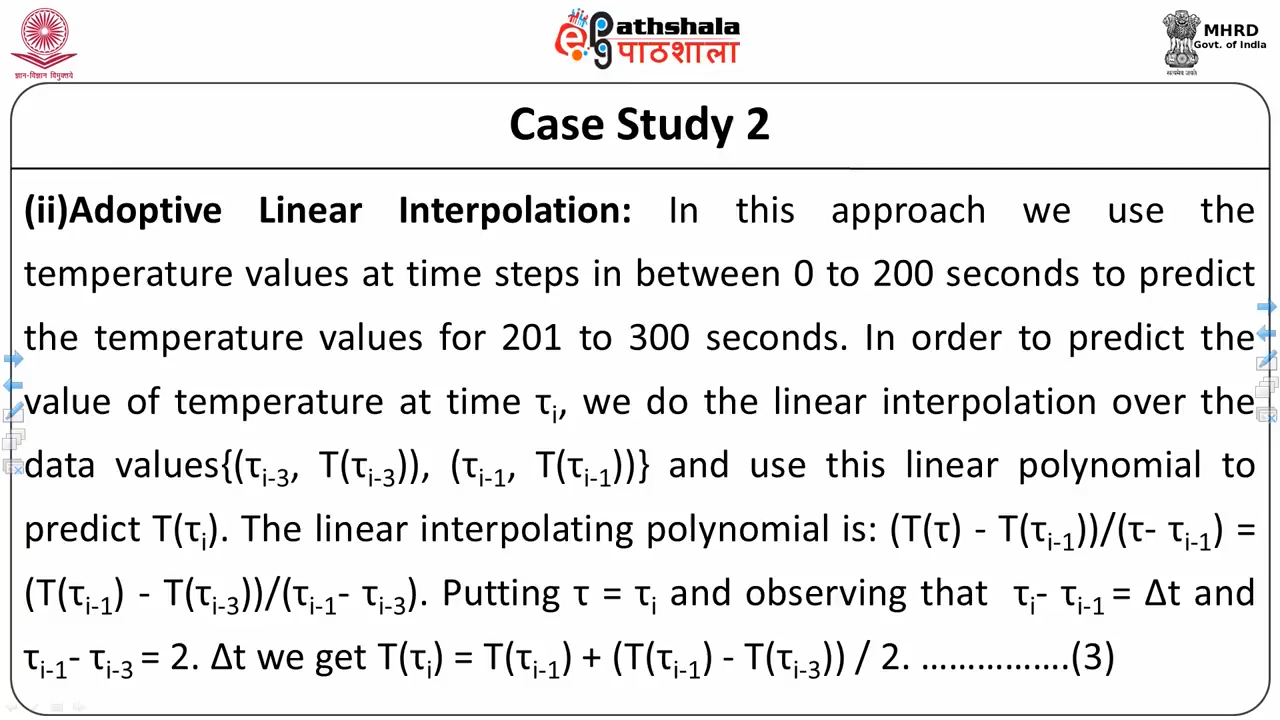 ज्ञान-विज्ञान विमुक्तये
ePathshala
पाठशाला
MHRD
Govt. of India
सत्यमेव जयते
Case Study 2
(ii)Adoptive Linear Interpolation: In this approach we use the
temperature values at time steps in between 0 to 200 seconds to predict
the temperature values for 201 to 300 seconds. In order to predict the
value of temperature at time τᵢ, we do the linear interpolation over the
data values{(τᵢ₋₃, T(τᵢ₋₃)), (τᵢ₋₁, T(τᵢ₋₁))} and use this linear polynomial to
predict T(τᵢ). The linear interpolating polynomial is: (T(τ) - T(τᵢ₋₁))/(τ- τᵢ₋₁) =
(T(τᵢ₋₁) - T(τᵢ₋₃))/(τᵢ₋₁- τᵢ₋₃). Putting τ = τᵢ and observing that τᵢ- τᵢ₋₁ = Δt and
τᵢ₋₁- τᵢ₋₃ = 2. Δt we get T(τᵢ) = T(τᵢ₋₁) + (T(τᵢ₋₁) - T(τᵢ₋₃)) / 2. …………….(3)